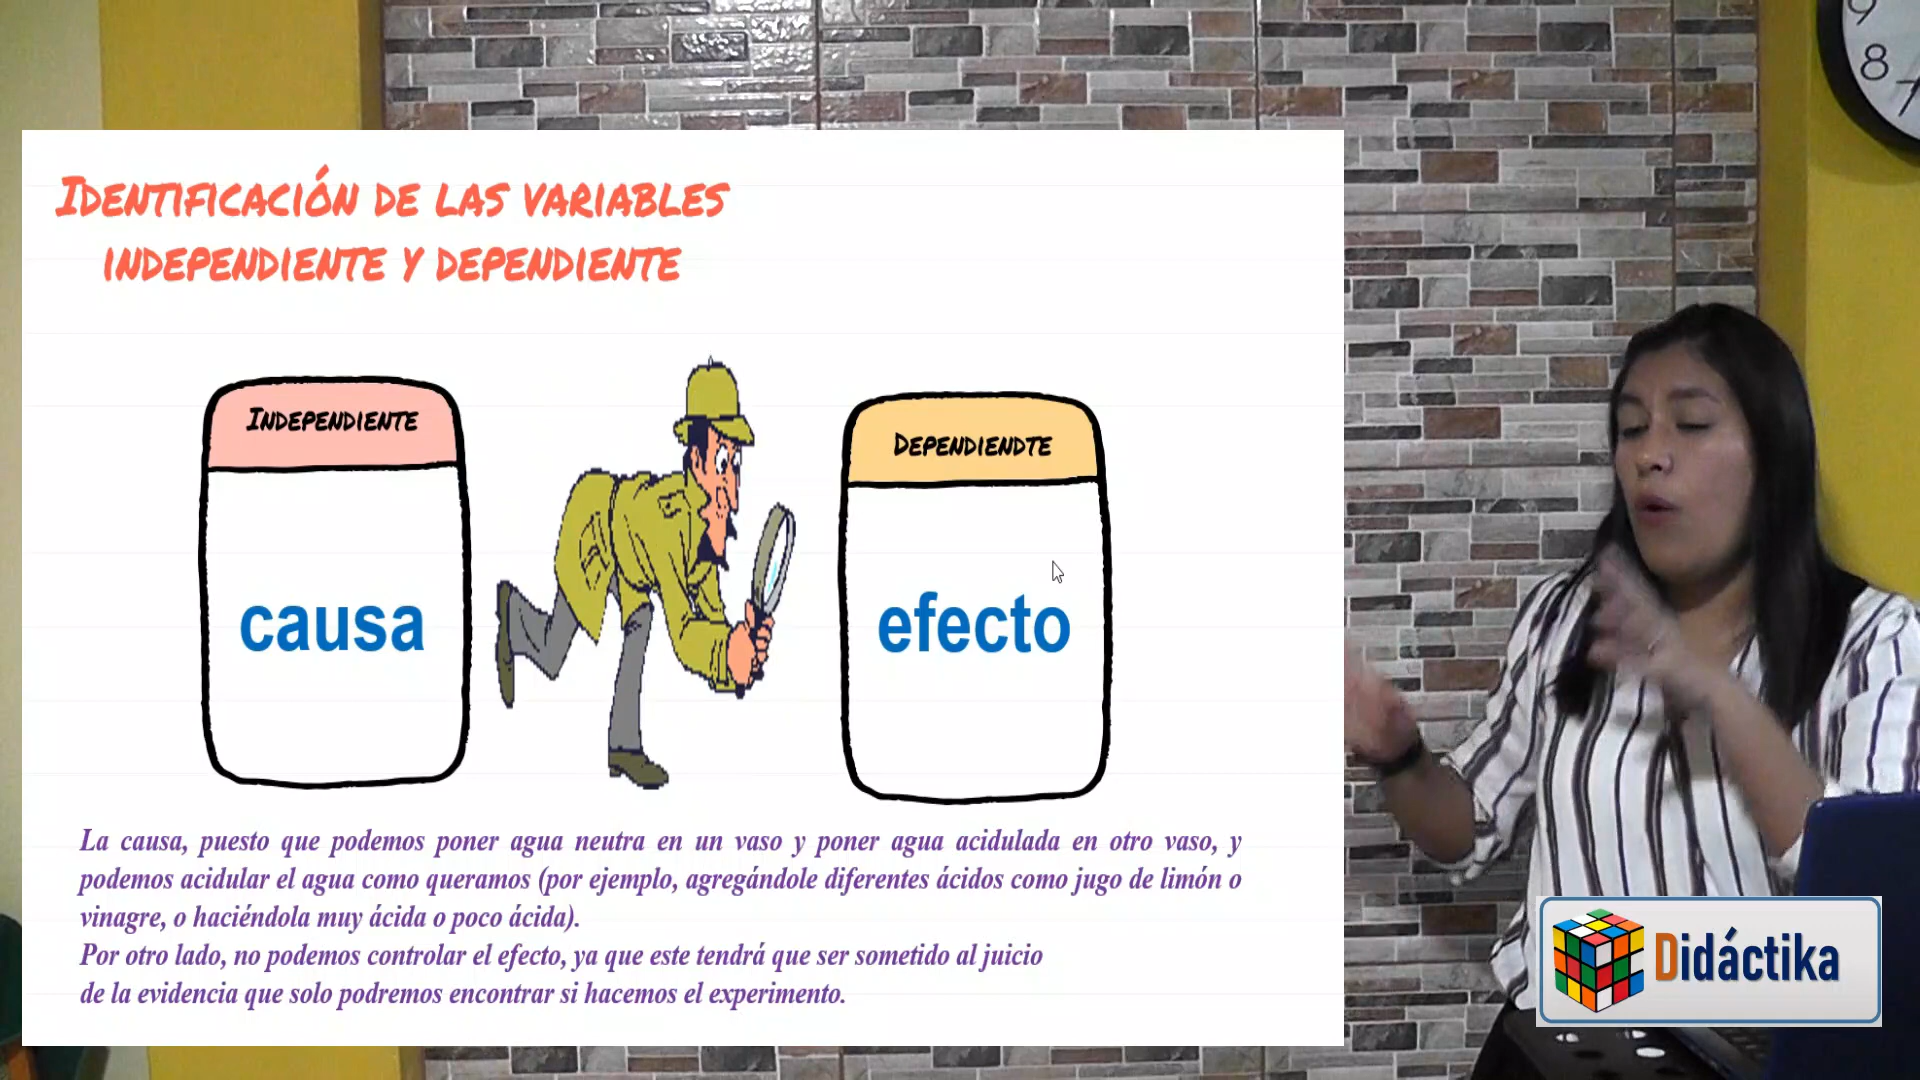 9
8
7
Identificación de las variables
independiente y dependiente
Independiente
Dependiendte
causa
efecto
La causa, puesto que podemos poner agua neutra en un vaso y poner agua acidulada en otro vaso, y
podemos acidular el agua como queramos (por ejemplo, agregándole diferentes ácidos como jugo de limón o
vinagre, o haciéndola muy ácida o poco ácida).
Por otro lado, no podemos controlar el efecto, ya que este tendrá que ser sometido al juicio
de la evidencia que solo podremos encontrar si hacemos el experimento.
Didáctika